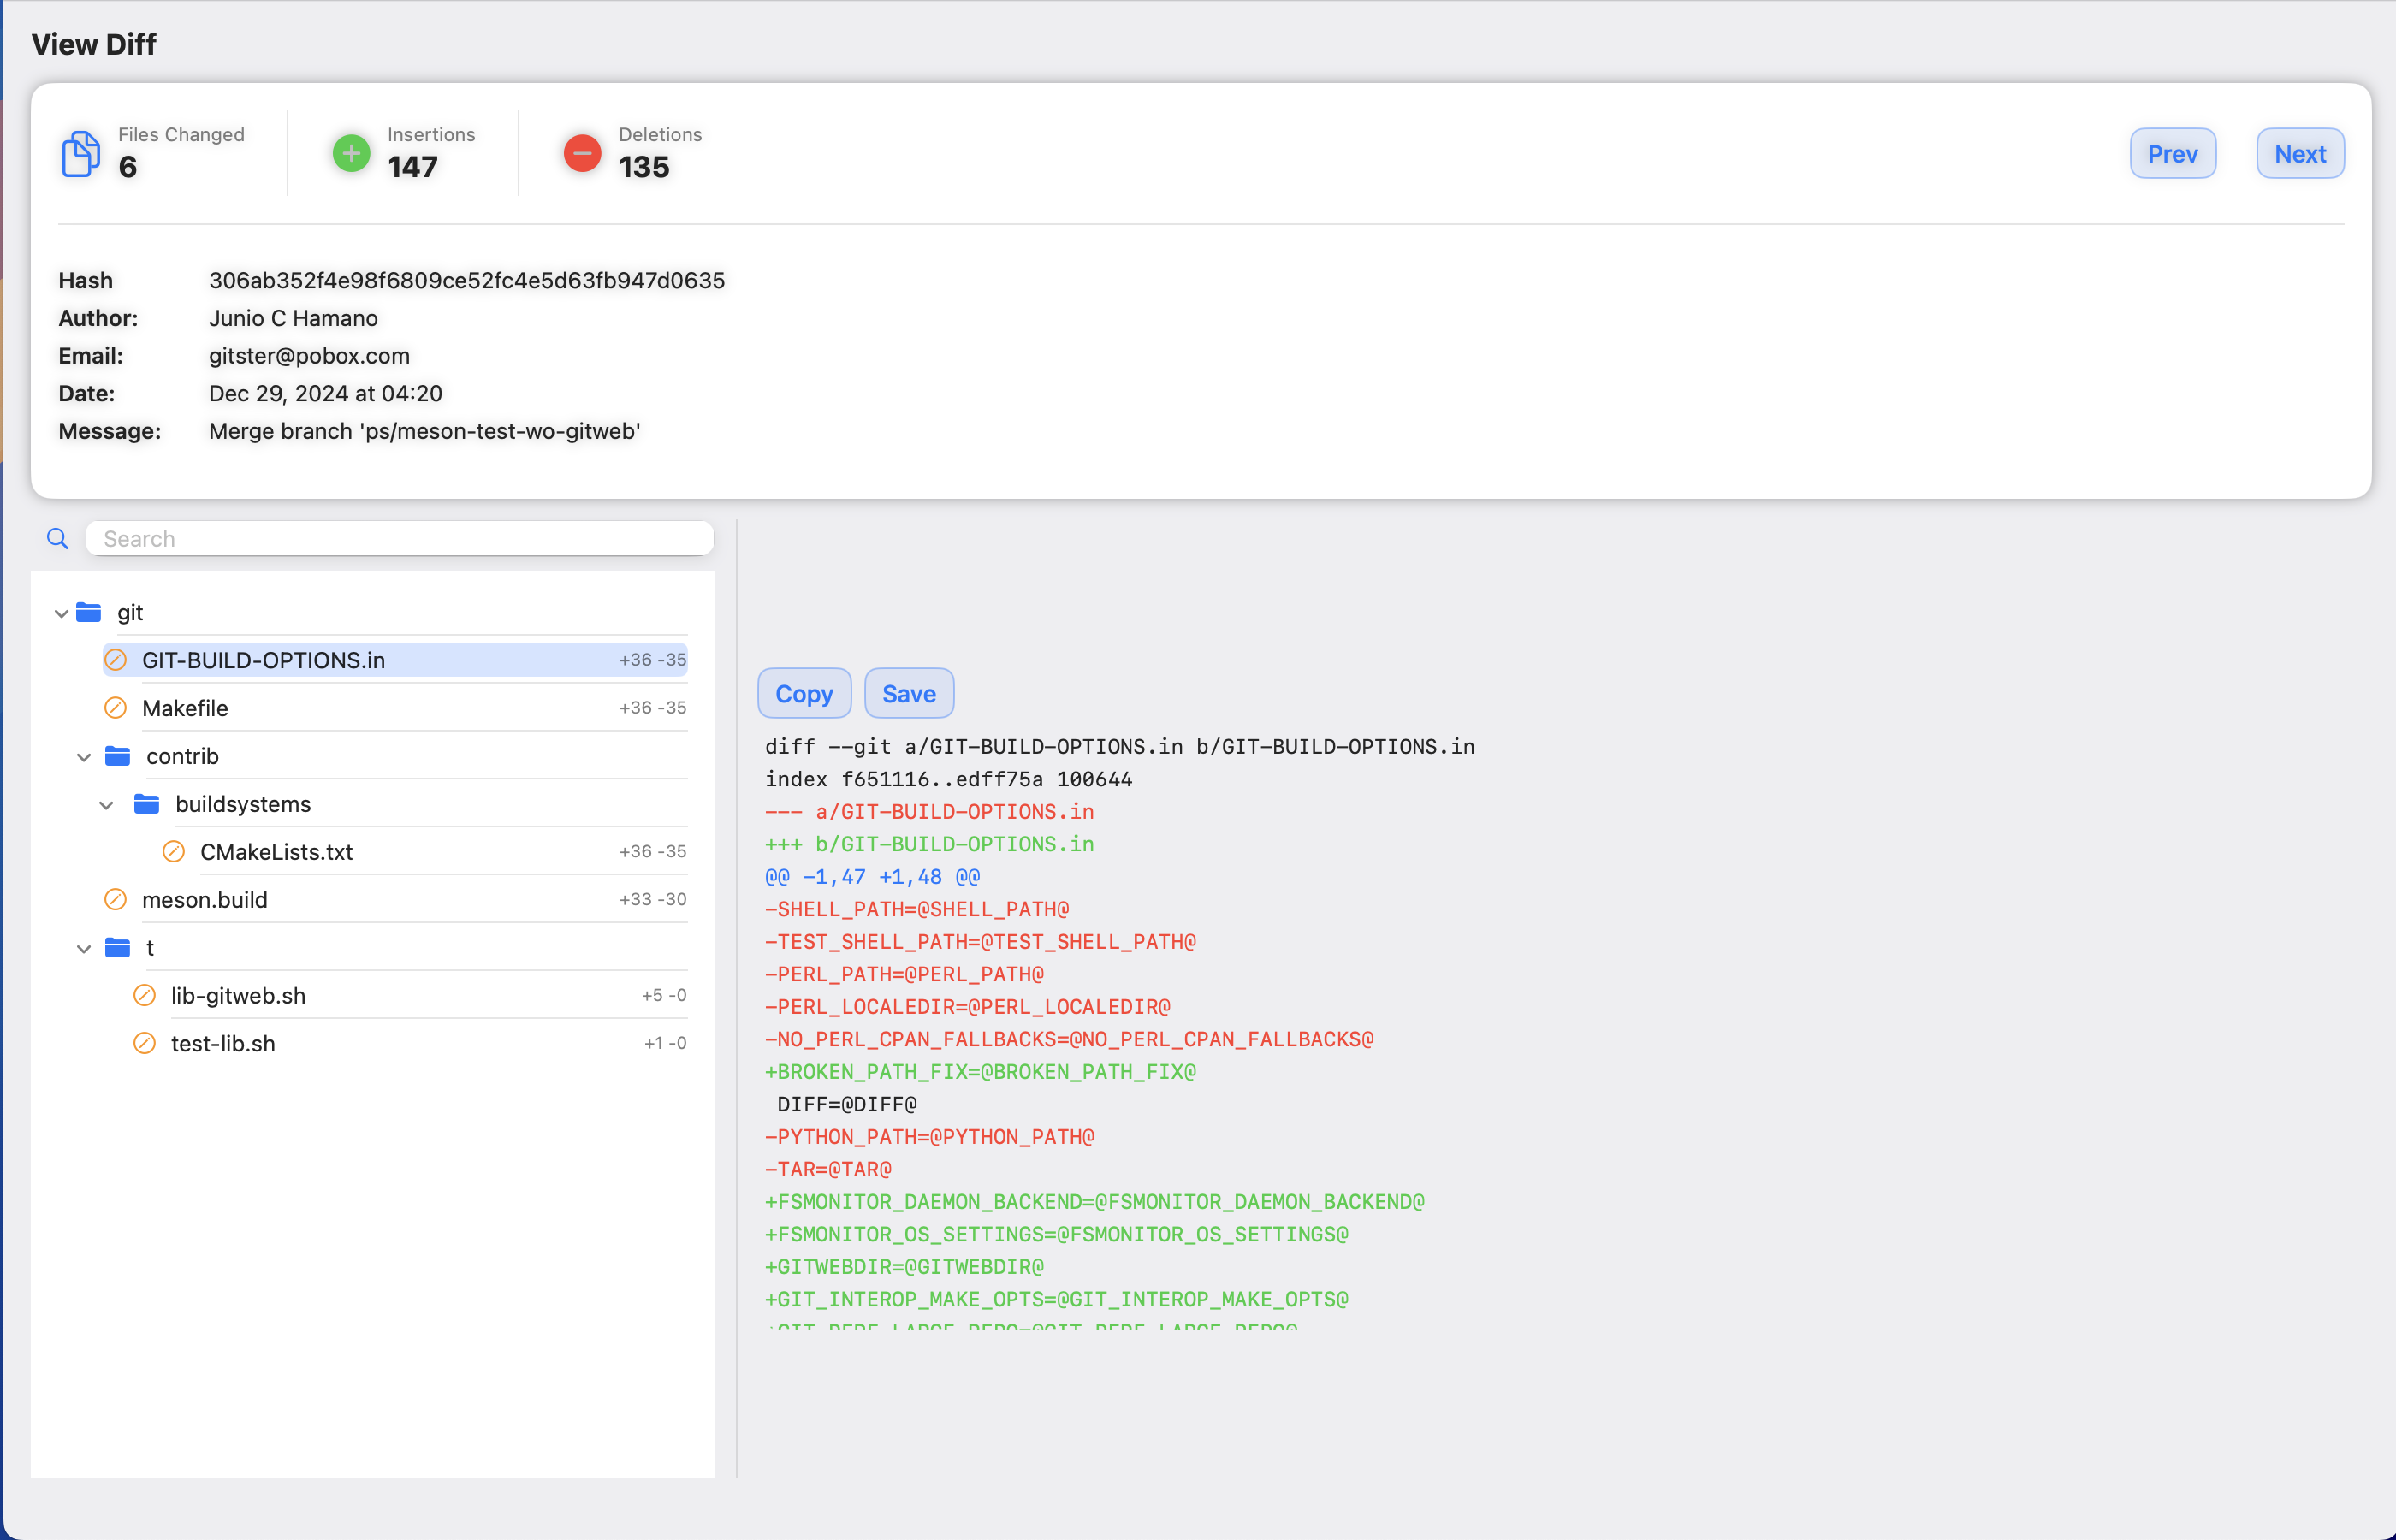 View Diff
Files Changed
6
Insertions
147
Deletions
135
Prev
Next
Hash 306ab352f4e98f6809ce52fc4e5d63fb947d0635
Author: Junio C Hamano
Email: gitster@pobox.com
Date: Dec 29, 2024 at 04:20
Message: Merge branch 'ps/meson-test-wo-gitweb'
Search
git
GIT-BUILD-OPTIONS.in +36 -35
Makefile +36 -35
contrib
buildsystems
CMakeLists.txt +36 -35
meson.build +33 -30
t
lib-gitweb.sh +5 -0
test-lib.sh +1 -0
Copy Save
diff --git a/GIT-BUILD-OPTIONS.in b/GIT-BUILD-OPTIONS.in
index f651116..edff75a 100644
--- a/GIT-BUILD-OPTIONS.in
+++ b/GIT-BUILD-OPTIONS.in
@@ -1,47 +1,48 @@
-SHELL_PATH=@SHELL_PATH@
-TEST_SHELL_PATH=@TEST_SHELL_PATH@
-PERL_PATH=@PERL_PATH@
-PERL_LOCALEDIR=@PERL_LOCALEDIR@
-NO_PERL_CPAN_FALLBACKS=@NO_PERL_CPAN_FALLBACKS@
+BROKEN_PATH_FIX=@BROKEN_PATH_FIX@
 DIFF=@DIFF@
-PYTHON_PATH=@PYTHON_PATH@
-TAR=@TAR@
+FSMONITOR_DAEMON_BACKEND=@FSMONITOR_DAEMON_BACKEND@
+FSMONITOR_OS_SETTINGS=@FSMONITOR_OS_SETTINGS@
+GITWEBDIR=@GITWEBDIR@
+GIT_INTEROP_MAKE_OPTS=@GIT_INTEROP_MAKE_OPTS@